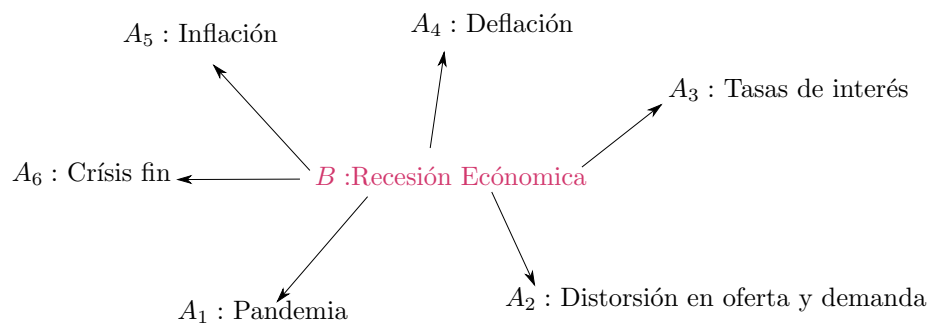 A₅ : Inflación
A₄ : Deflación
A₃ : Tasas de interés
A₆ : Crísis fin
B :Recesión Ecónomica
A₁ : Pandemia
A₂ : Distorsión en oferta y demanda